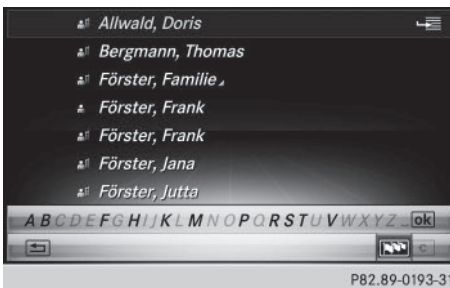 Allwald, Doris
Bergmann, Thomas
Förster, Familie
Förster, Frank
Förster, Frank
Förster, Jana
Förster, Jutta
A B C D E F G H I J K L M N O P Q R S T U V W X Y Z _ ok
c
P82.89-0193-31